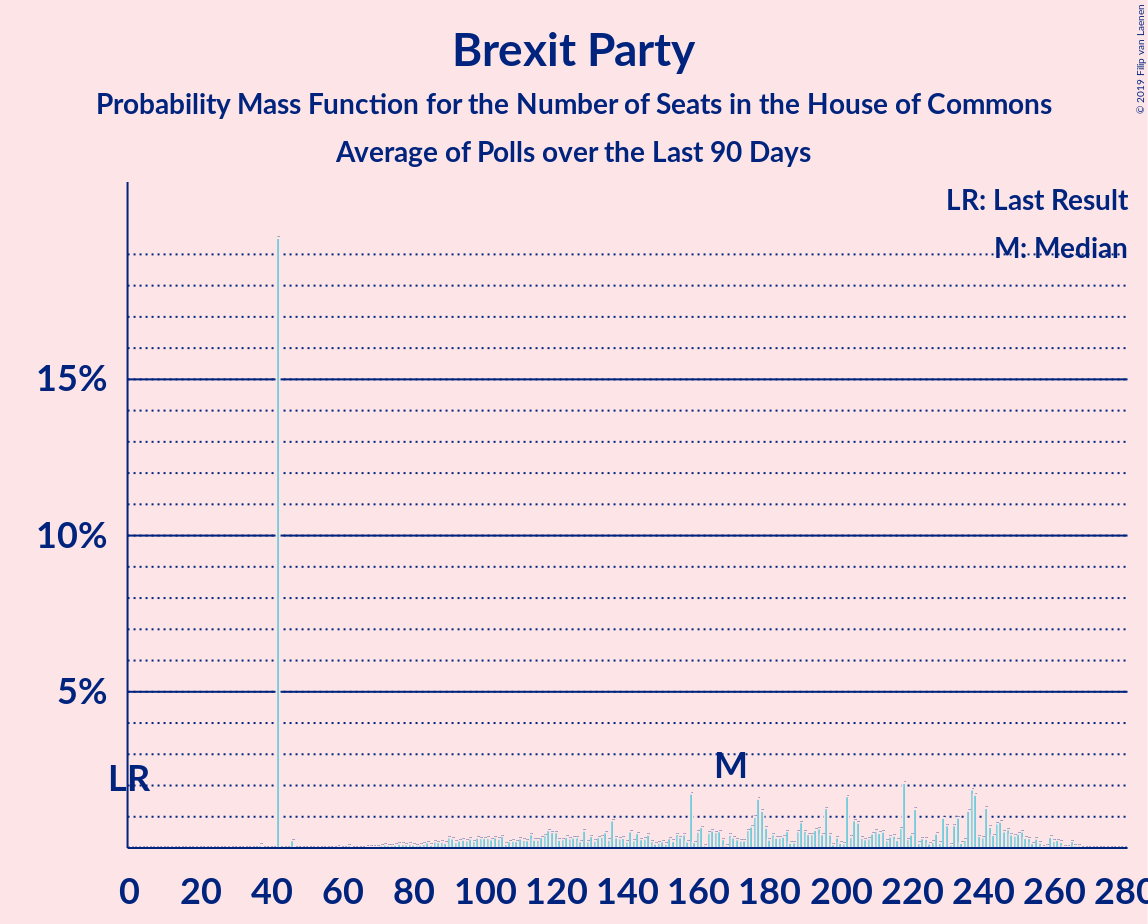 Brexit Party
Probability Mass Function for the Number of Seats in the House of Commons
Average of Polls over the Last 90 Days
© 2019 Filip van Laenen
LR: Last Result
M: Median
15%
10%
5%
LR
M
0 20 40 60 80 100 120 140 160 180 200 220 240 260 280